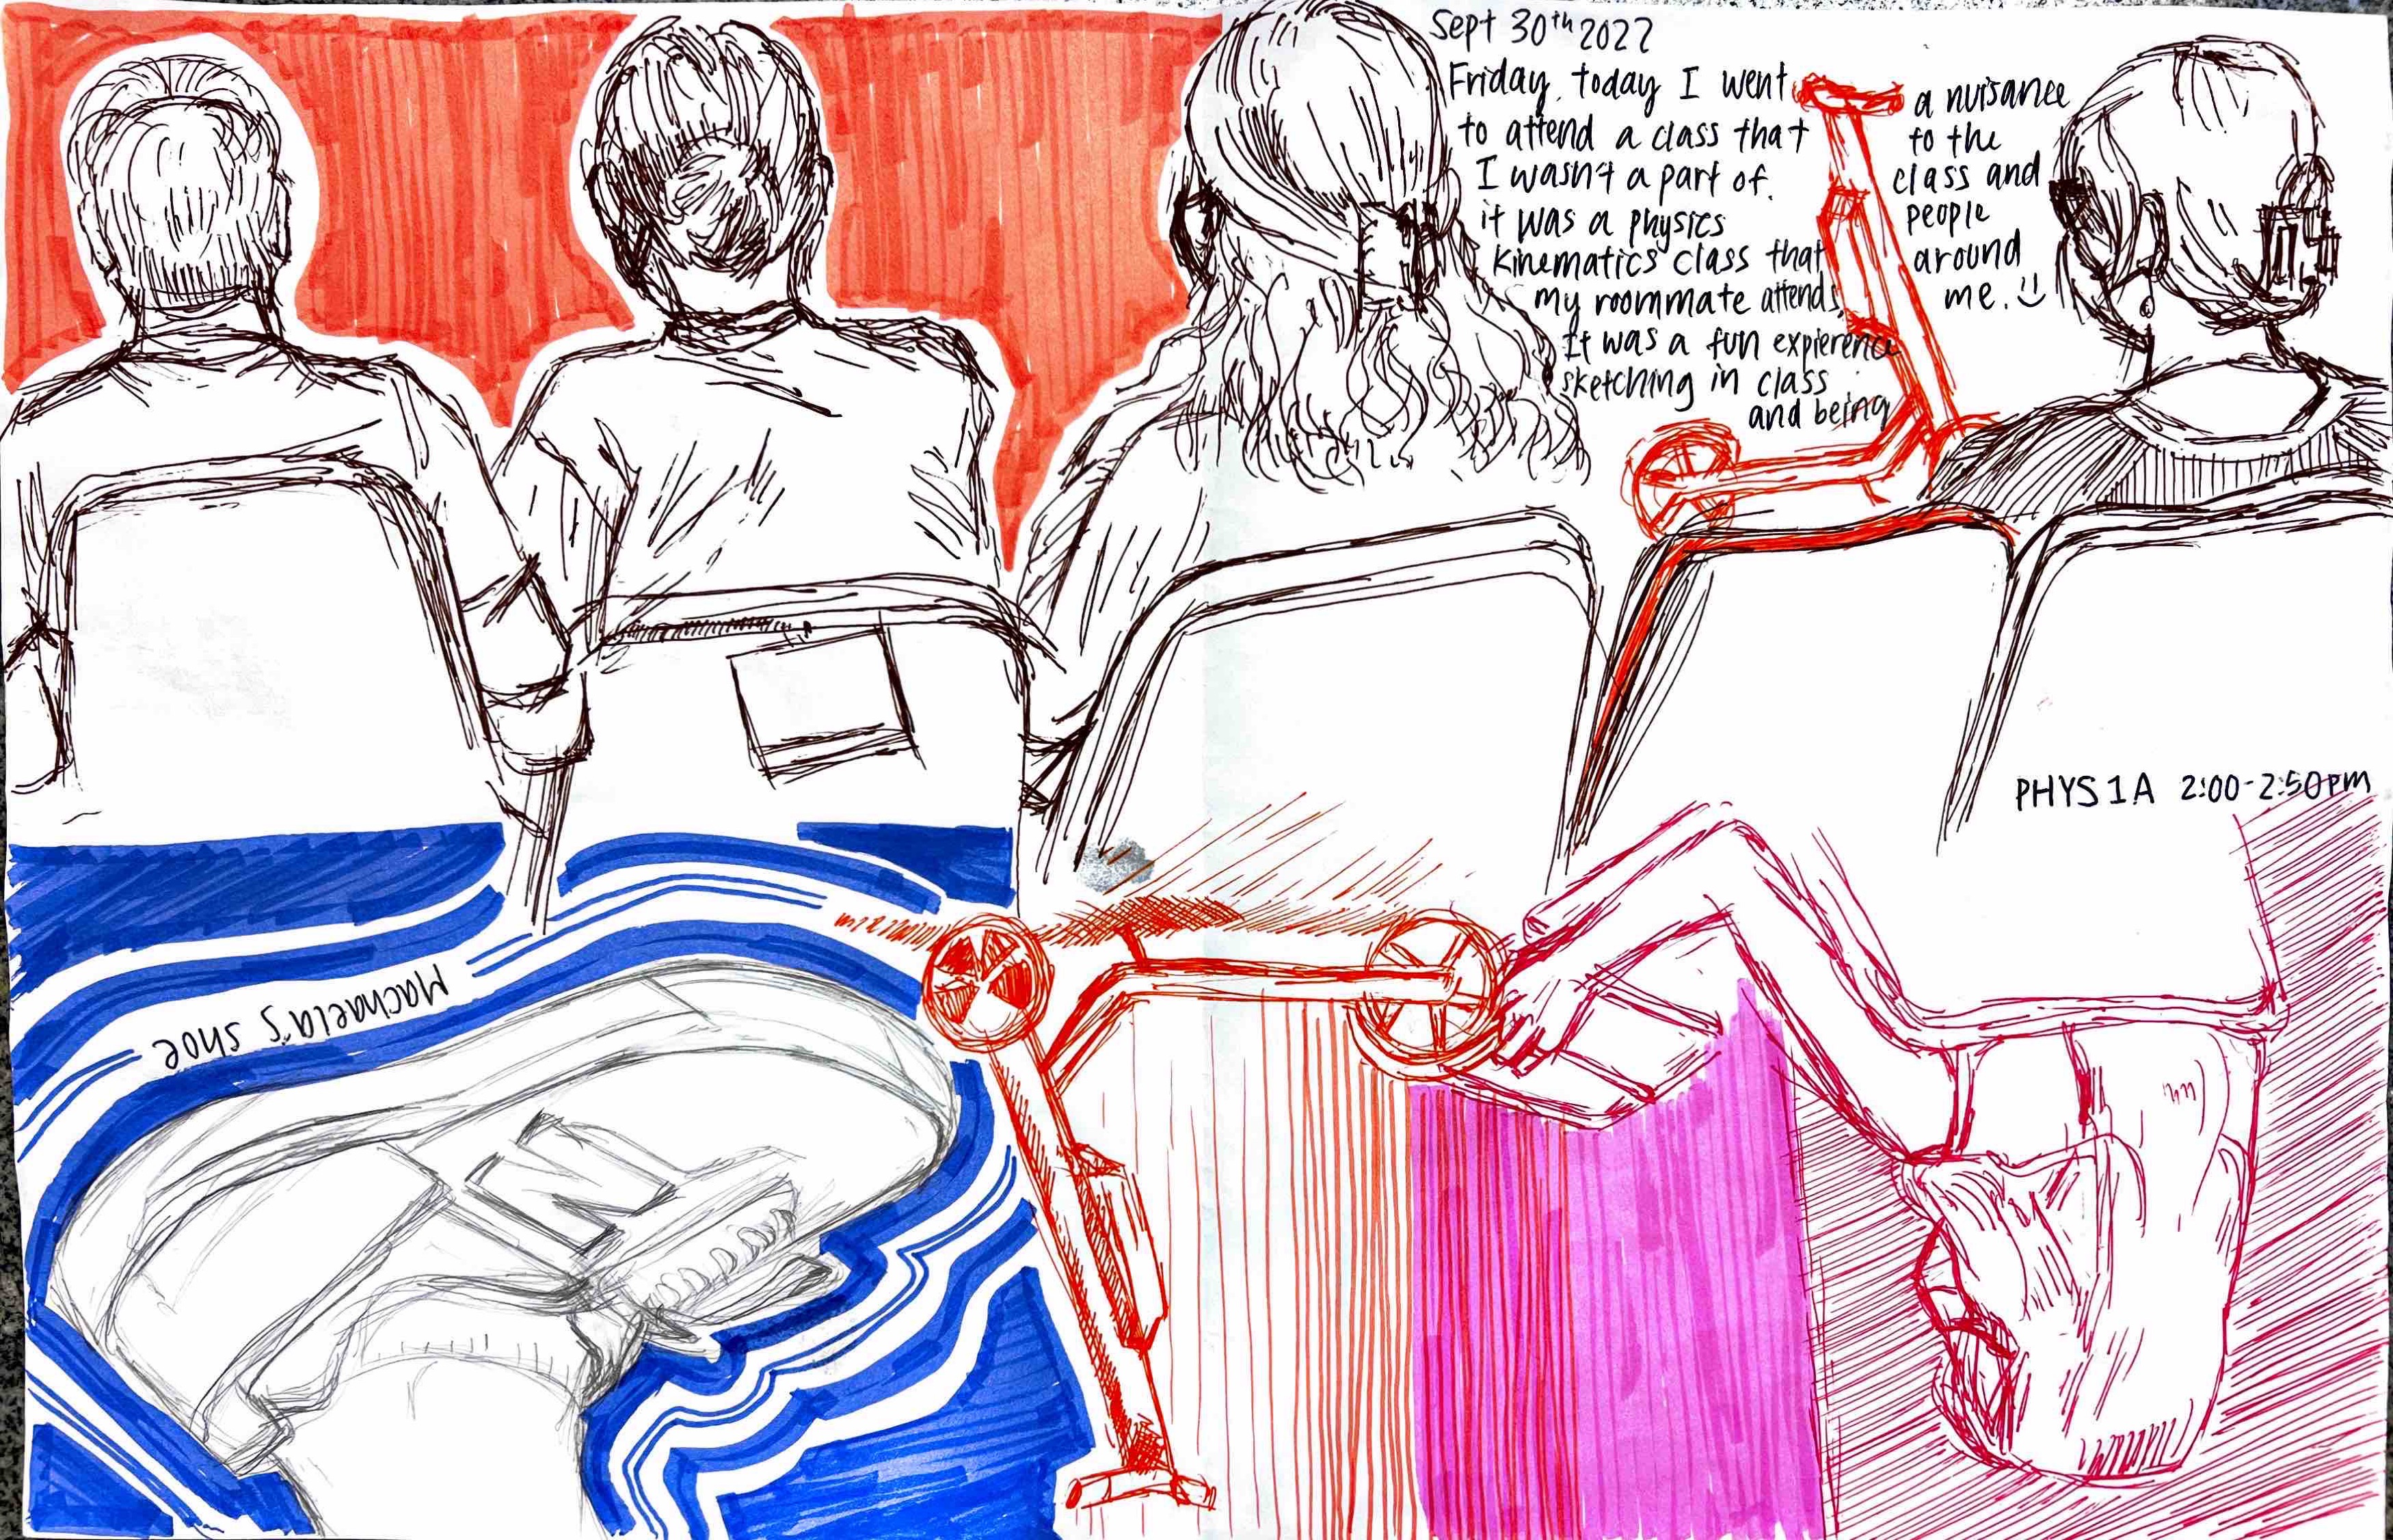 Sept 30th 2022
Friday, today I went
to attend a class that
I wasn't a part of.
it was a physics
kinematics class that
my roommate attends.
It was a fun expierence
sketching in class
and being
a nuisance
to the
class and
people
around
me.
PHYS 1A 2:00-2:50pm
Machaela's shoe
N